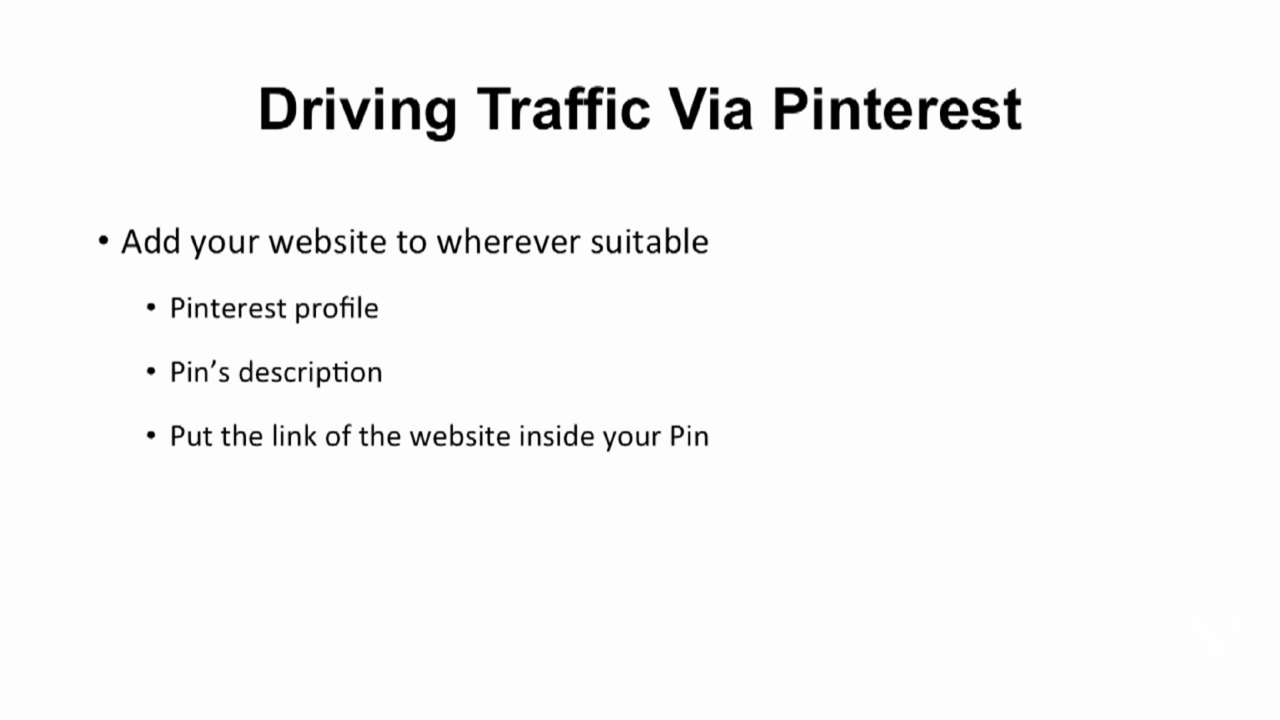 Driving Traffic Via Pinterest
• Add your website to wherever suitable
• Pinterest profile
• Pin’s description
• Put the link of the website inside your Pin